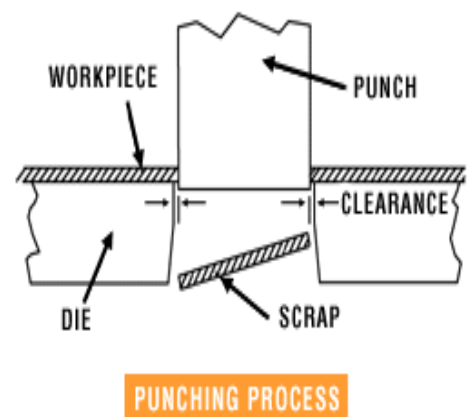 WORKPIECE
PUNCH
CLEARANCE
DIE
SCRAP
PUNCHING PROCESS